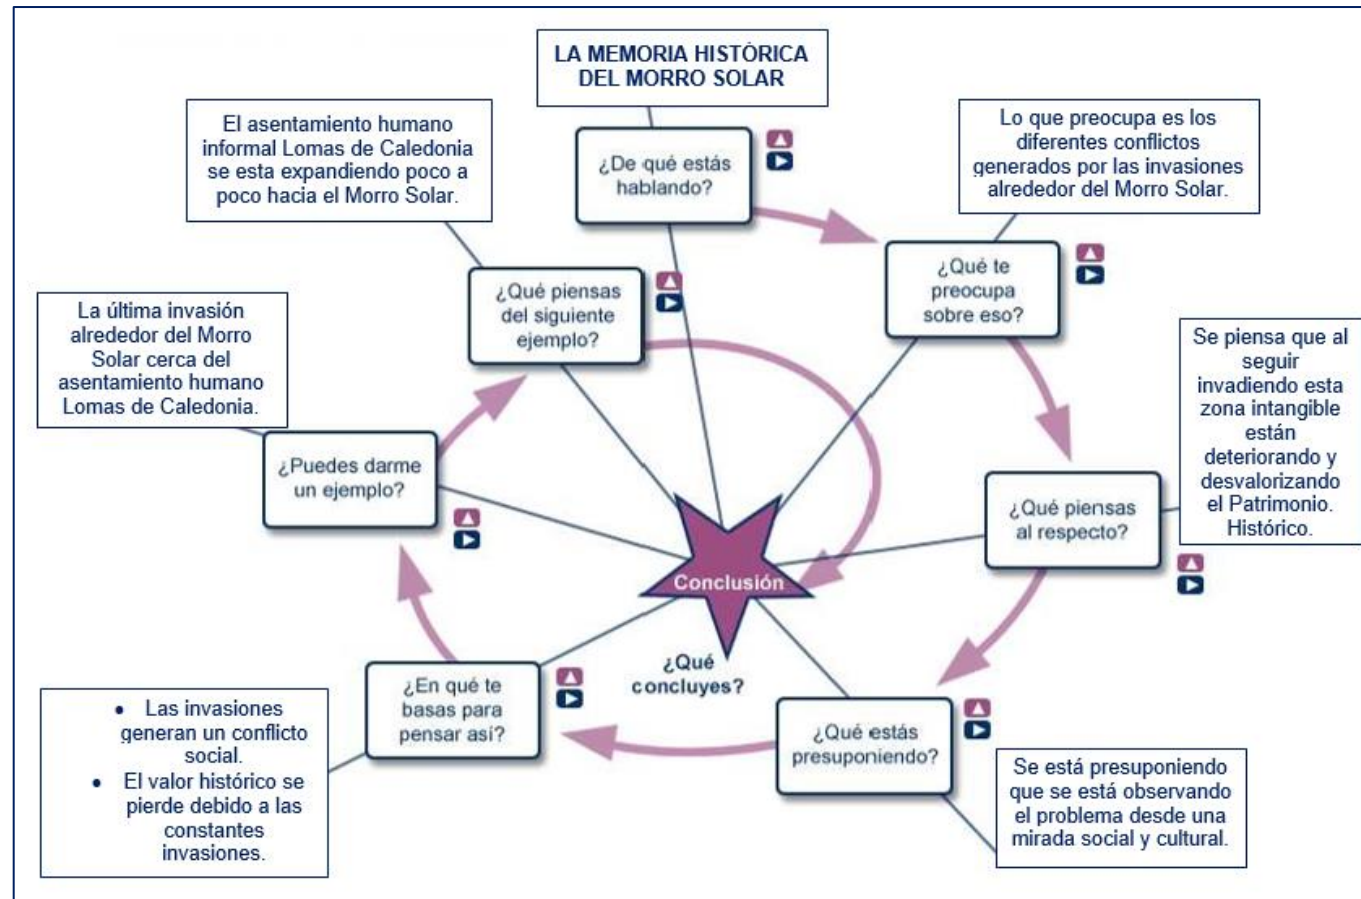 LA MEMORIA HISTÓRICA
DEL MORRO SOLAR
¿De qué estás
hablando?
Lo que preocupa es los
diferentes conflictos
generados por las invasiones
alrededor del Morro Solar.
¿Qué te
preocupa
sobre eso?
Se piensa que al
seguir
invadiendo esta
zona intangible
están
deteriorando y
desvalorizando
el Patrimonio.
Histórico.
¿Qué piensas
al respecto?
Se está presuponiendo
que se está observando
el problema desde una
mirada social y cultural.
¿Qué estás
presuponiendo?
• Las invasiones
generan un conflicto
social.
• El valor histórico se
pierde debido a las
constantes
invasiones.
¿En qué te
basas para
pensar así?
La última invasión
alrededor del Morro
Solar cerca del
asentamiento humano
Lomas de Caledonia.
¿Puedes darme
un ejemplo?
El asentamiento humano
informal Lomas de Caledonia
se esta expandiendo poco a
poco hacia el Morro Solar.
¿Qué piensas
del siguiente
ejemplo?
Conclusión
¿Qué
concluyes?